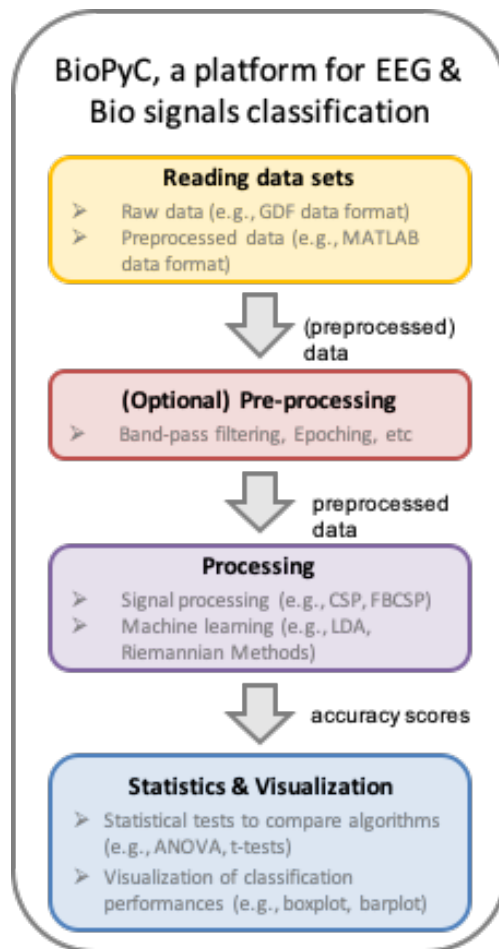 BioPyC, a platform for EEG &
Bio signals classification
Reading data sets
➢ Raw data (e.g., GDF data format)
➢ Preprocessed data (e.g., MATLAB
data format)
(preprocessed)
data
(Optional) Pre-processing
➢ Band-pass filtering, Epoching, etc
preprocessed
data
Processing
➢ Signal processing (e.g., CSP, FBCSP)
➢ Machine learning (e.g., LDA,
Riemannian Methods)
accuracy scores
Statistics & Visualization
➢ Statistical tests to compare algorithms
(e.g., ANOVA, t-tests)
➢ Visualization of classification
performances (e.g., boxplot, barplot)